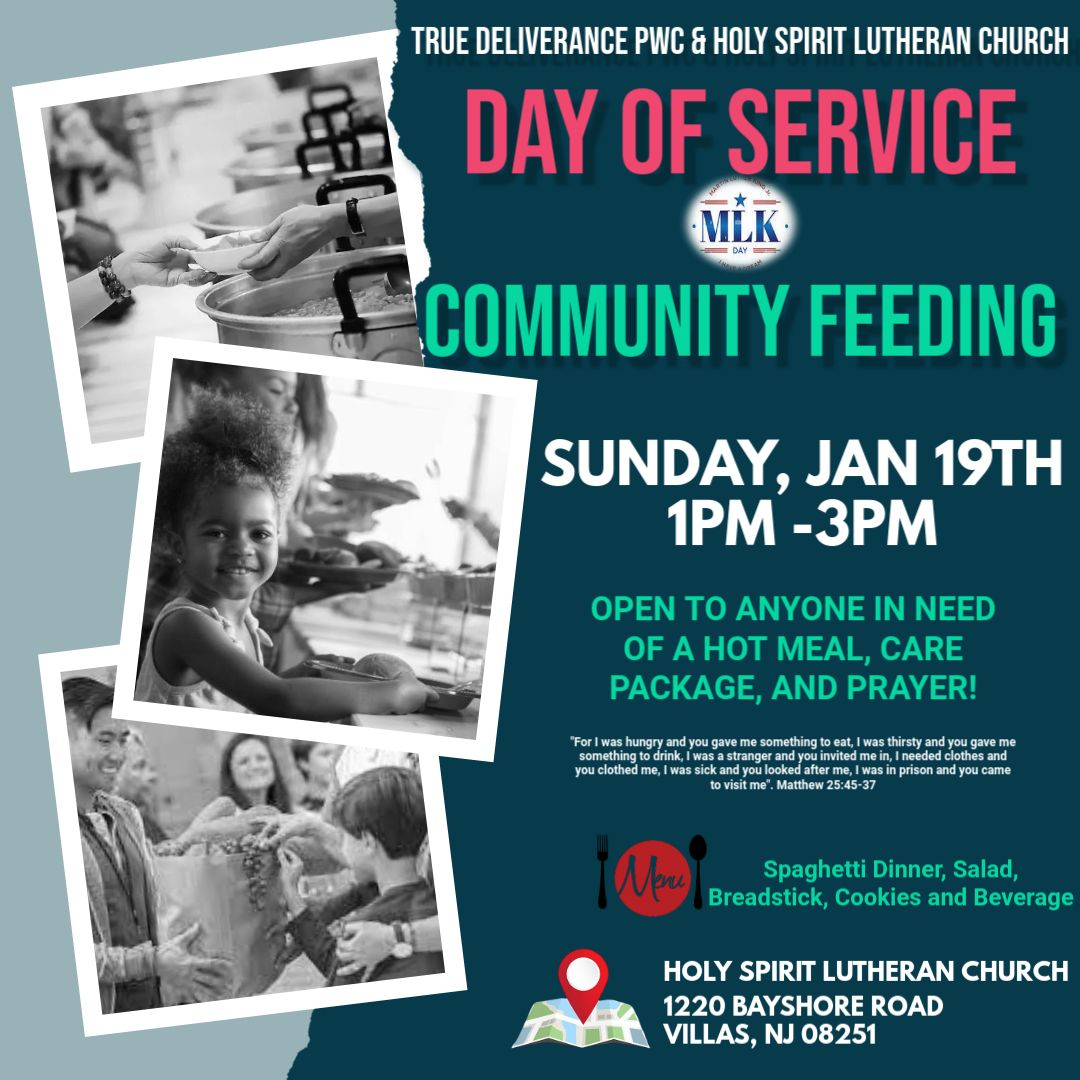 TRUE DELIVERANCE PWC & HOLY SPIRIT LUTHERAN CHURCH
DAY OF SERVICE
MLK
DAY
COMMUNITY FEEDING
SUNDAY, JAN 19TH
1PM -3PM
OPEN TO ANYONE IN NEED
OF A HOT MEAL, CARE
PACKAGE, AND PRAYER!
"For I was hungry and you gave me something to eat, I was thirsty and you gave me
something to drink, I was a stranger and you invited me in, I needed clothes and
you clothed me, I was sick and you looked after me, I was in prison and you came
to visit me". Matthew 25:45-37
Menu
Spaghetti Dinner, Salad,
Breadstick, Cookies and Beverage
HOLY SPIRIT LUTHERAN CHURCH
1220 BAYSHORE ROAD
VILLAS, NJ 08251